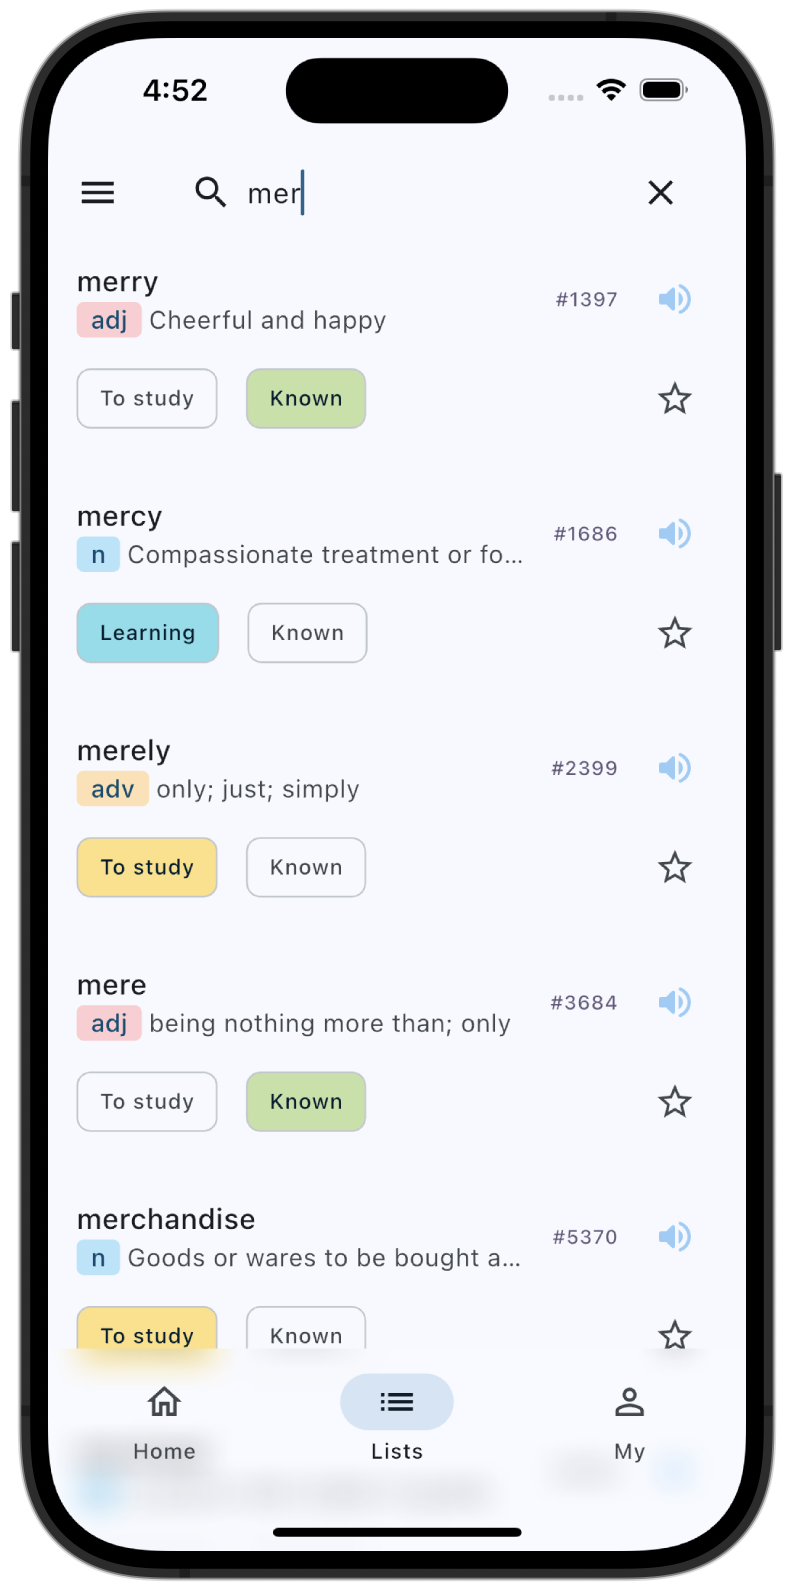 4:52
mer
merry
#1397
adj Cheerful and happy
To study Known
mercy
#1686
n Compassionate treatment or fo...
Learning Known
merely
#2399
adv only; just; simply
To study Known
mere
#3684
adj being nothing more than; only
To study Known
merchandise
#5370
n Goods or wares to be bought a...
To study Known
Home Lists My